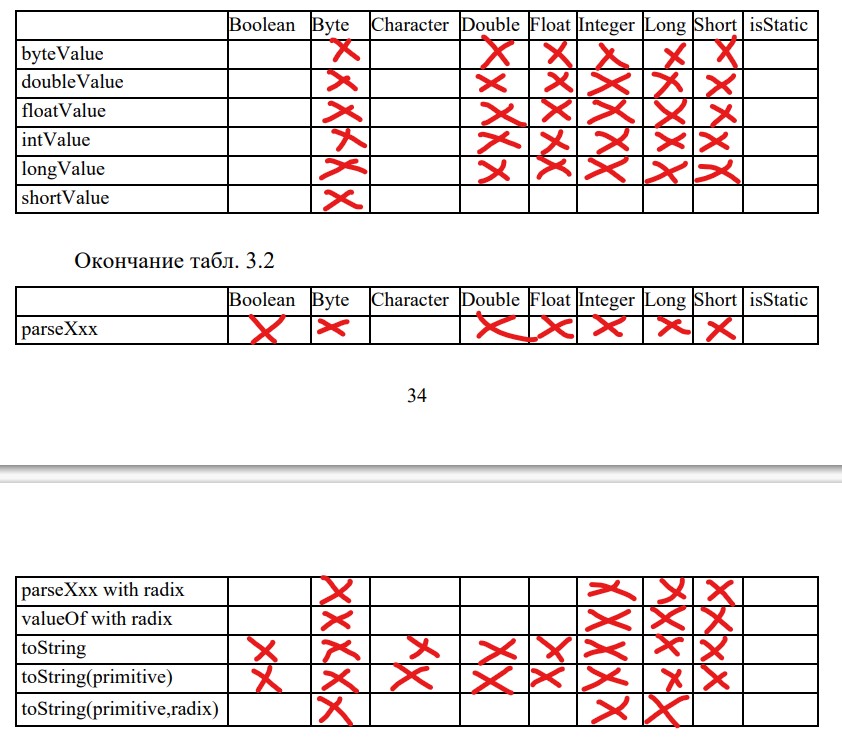 Boolean Byte Character Double Float Integer Long Short isStatic
byteValue X X X X X X
doubleValue X X X X X X
floatValue X X X X X X
intValue X X X X X X
longValue X X X X X X
shortValue X
Окончание табл. 3.2
Boolean Byte Character Double Float Integer Long Short isStatic
parseXxx X X X X X X X
34
parseXxx with radix X X X X
valueOf with radix X X X X
toString X X X X X X X X
toString(primitive) X X X X X X X X
toString(primitive,radix) X X X